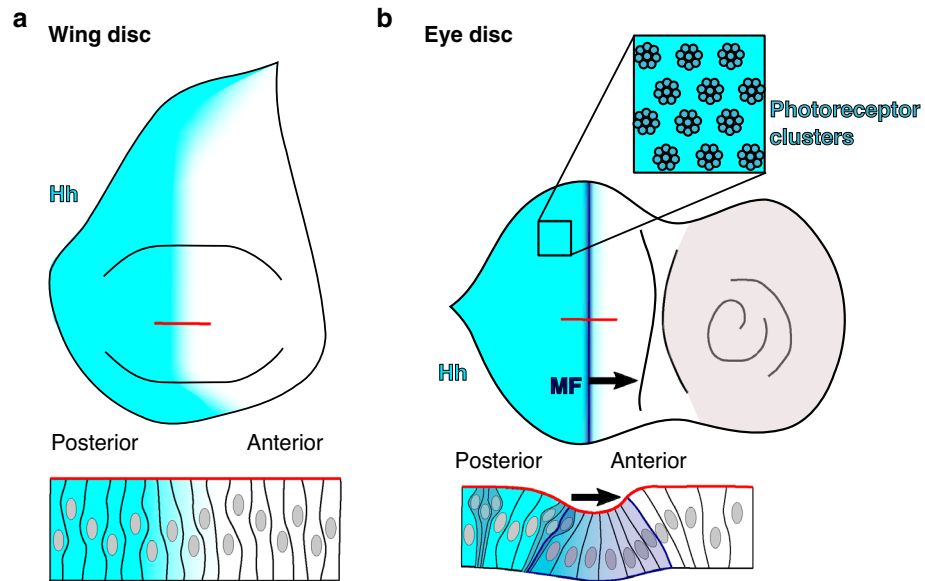 a
Wing disc
Hh
Posterior
Anterior
b
Eye disc
Photoreceptor
clusters
Hh
MF
Posterior
Anterior